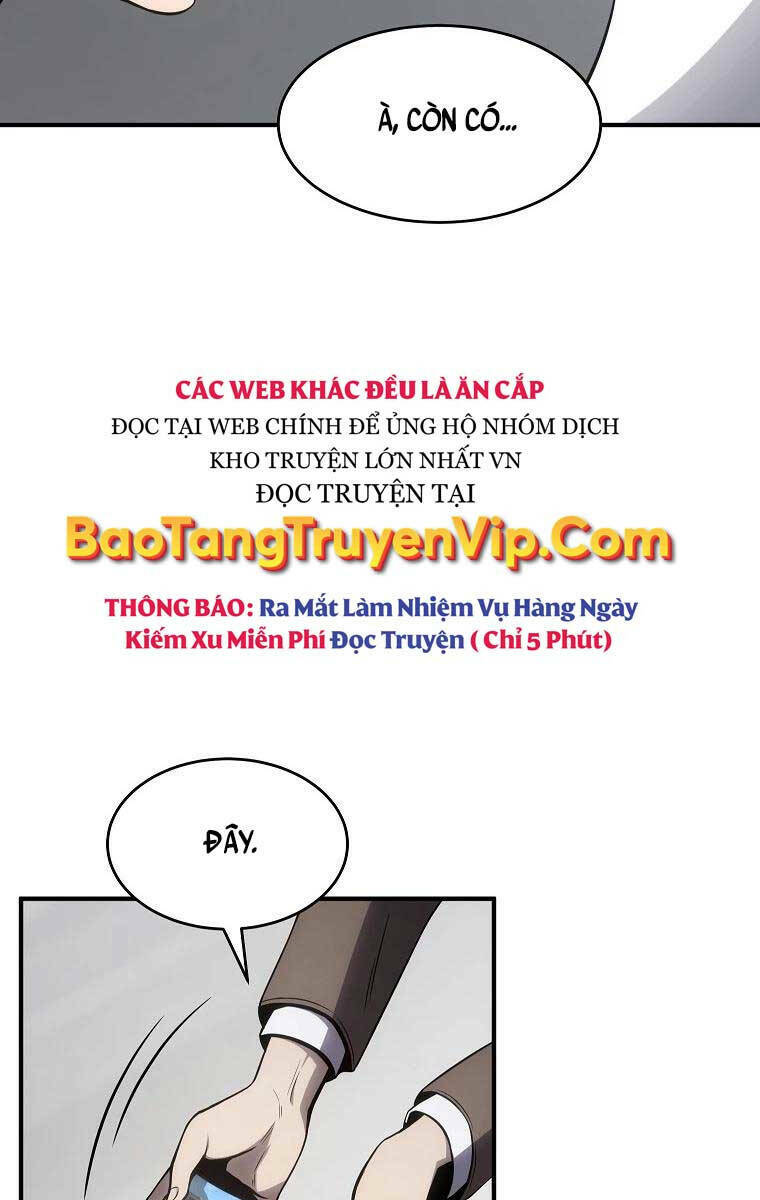 À, CÒN CÓ...
CÁC WEB KHÁC ĐỀU LÀ ĂN CẮP
ĐỌC TẠI WEB CHÍNH ĐỂ ỦNG HỘ NHÓM DỊCH
KHO TRUYỆN LỚN NHẤT VN
ĐỌC TRUYỆN TẠI
BaoTangTruyenVip.Com
THÔNG BÁO: Ra Mắt Làm Nhiệm Vụ Hàng Ngày
Kiếm Xu Miễn Phí Đọc Truyện ( Chỉ 5 Phút)
ĐÂY.